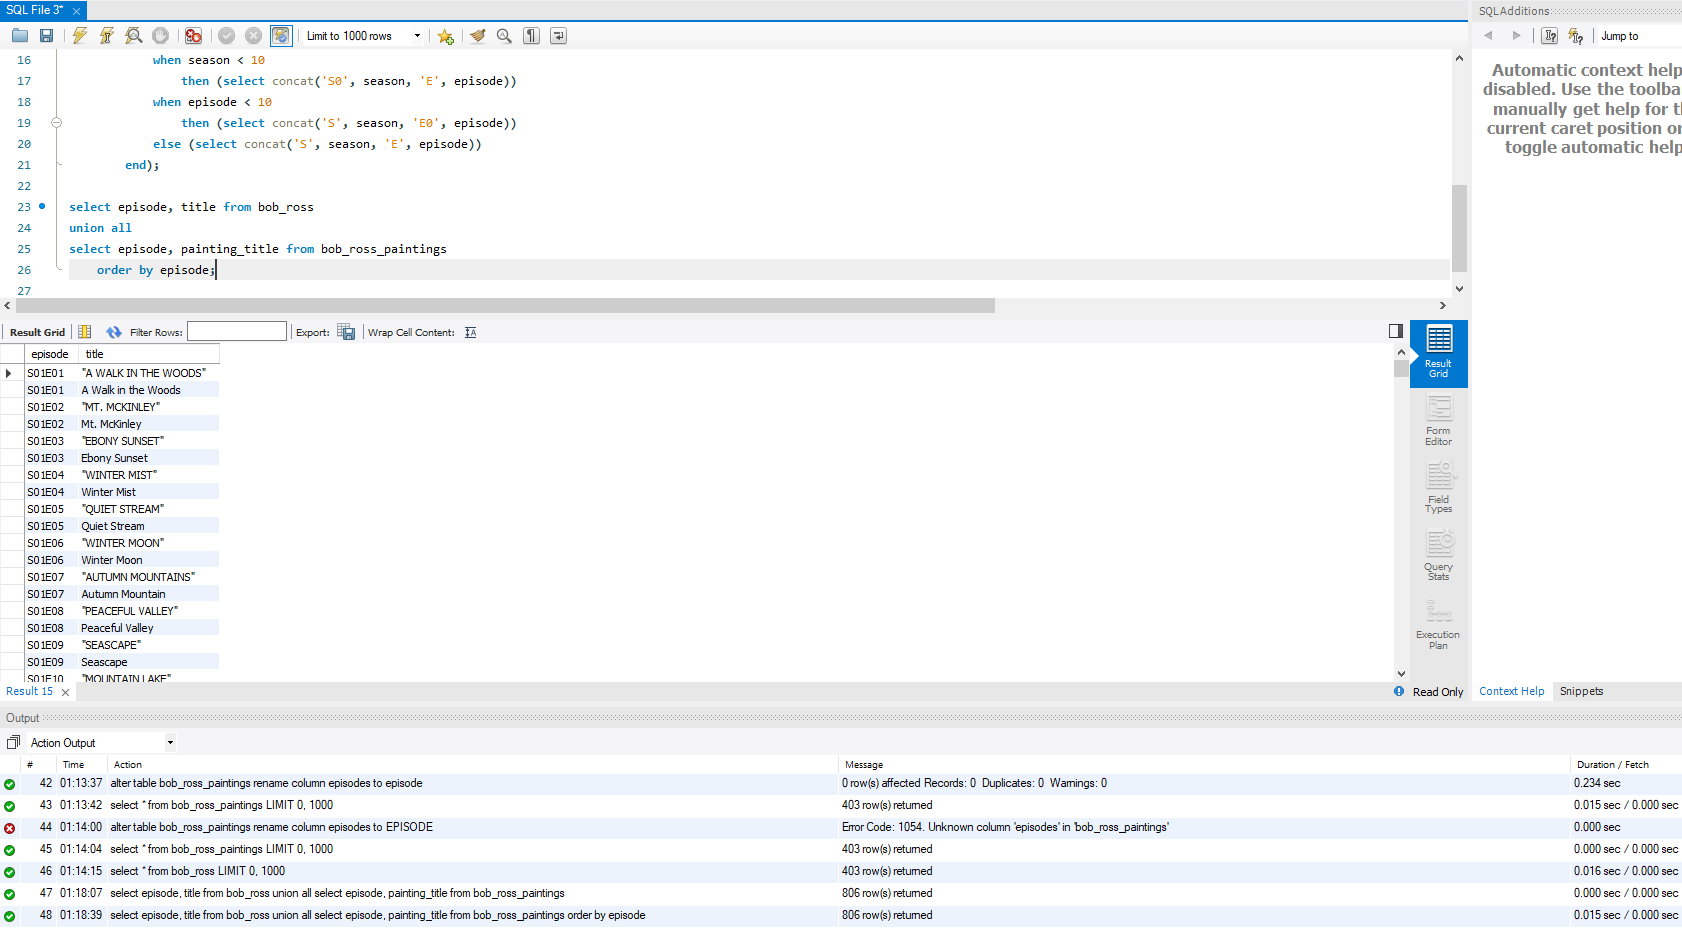 SQL File 3*
Limit to 1000 rows
16 when season < 10
17 then (select concat('S0', season, 'E', episode))
18 when episode < 10
19 then (select concat('S', season, 'E0', episode))
20 else (select concat('S', season, 'E', episode))
21 end);
22
23 select episode, title from bob_ross
24 union all
25 select episode, painting_title from bob_ross_paintings
26 order by episode;
27
SQLAdditions
Jump to
Automatic context help
disabled. Use the toolba
manually get help for t
current caret position o
toggle automatic help
Result Grid Filter Rows: Export: Wrap Cell Content:
episode title
S01E01 "A WALK IN THE WOODS"
S01E01 A Walk in the Woods
S01E02 "MT. MCKINLEY"
S01E02 Mt. McKinley
S01E03 "EBONY SUNSET"
S01E03 Ebony Sunset
S01E04 "WINTER MIST"
S01E04 Winter Mist
S01E05 "QUIET STREAM"
S01E05 Quiet Stream
S01E06 "WINTER MOON"
S01E06 Winter Moon
S01E07 "AUTUMN MOUNTAINS"
S01E07 Autumn Mountain
S01E08 "PEACEFUL VALLEY"
S01E08 Peaceful Valley
S01E09 "SEASCAPE"
S01E09 Seascape
S01E10 "MOUNTAIN LAKE"
Result
Grid
Form
Editor
Field
Types
Query
Stats
Execution
Plan
Result 15
Read Only
Context Help Snippets
Output
Action Output
# Time Action Message Duration / Fetch
42 01:13:37 alter table bob_ross_paintings rename column episodes to episode 0 row(s) affected Records: 0 Duplicates: 0 Warnings: 0 0.234 sec
43 01:13:42 select * from bob_ross_paintings LIMIT 0, 1000 403 row(s) returned 0.015 sec / 0.000 sec
44 01:14:00 alter table bob_ross_paintings rename column episodes to EPISODE Error Code: 1054. Unknown column 'episodes' in 'bob_ross_paintings' 0.000 sec
45 01:14:04 select * from bob_ross_paintings LIMIT 0, 1000 403 row(s) returned 0.000 sec / 0.000 sec
46 01:14:15 select * from bob_ross LIMIT 0, 1000 403 row(s) returned 0.016 sec / 0.000 sec
47 01:18:07 select episode, title from bob_ross union all select episode, painting_title from bob_ross_paintings 806 row(s) returned 0.000 sec / 0.000 sec
48 01:18:39 select episode, title from bob_ross union all select episode, painting_title from bob_ross_paintings order by episode 806 row(s) returned 0.015 sec / 0.000 sec